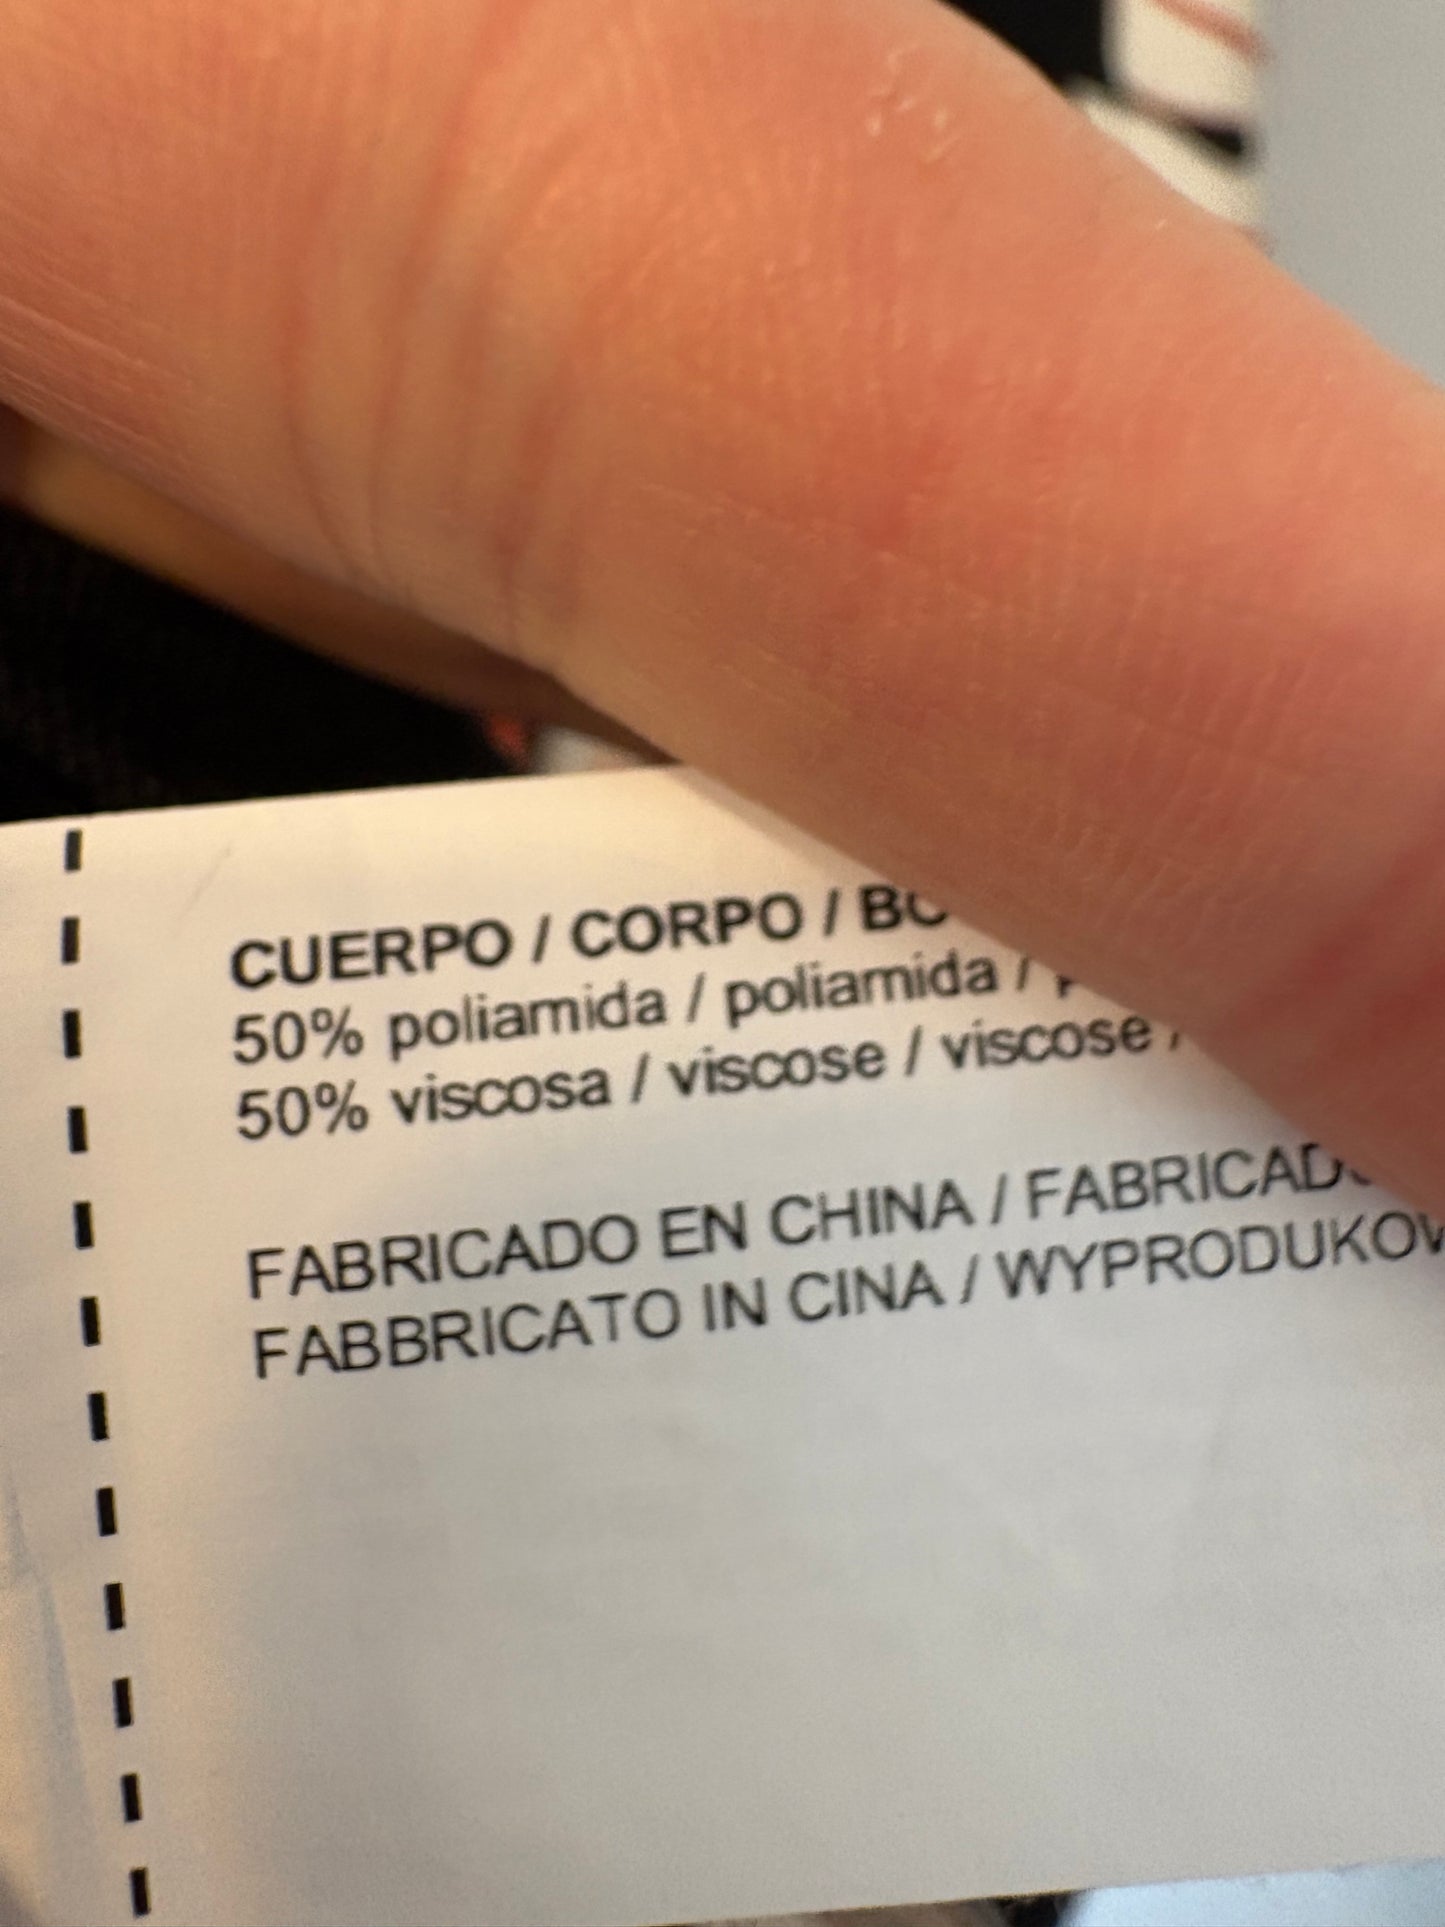 CUERPO / CORPO /
50% poliamida / poliamida /
50% viscosa / viscose / viscose /
FABRICADO EN CHINA /
FABBRICATO IN CINA /